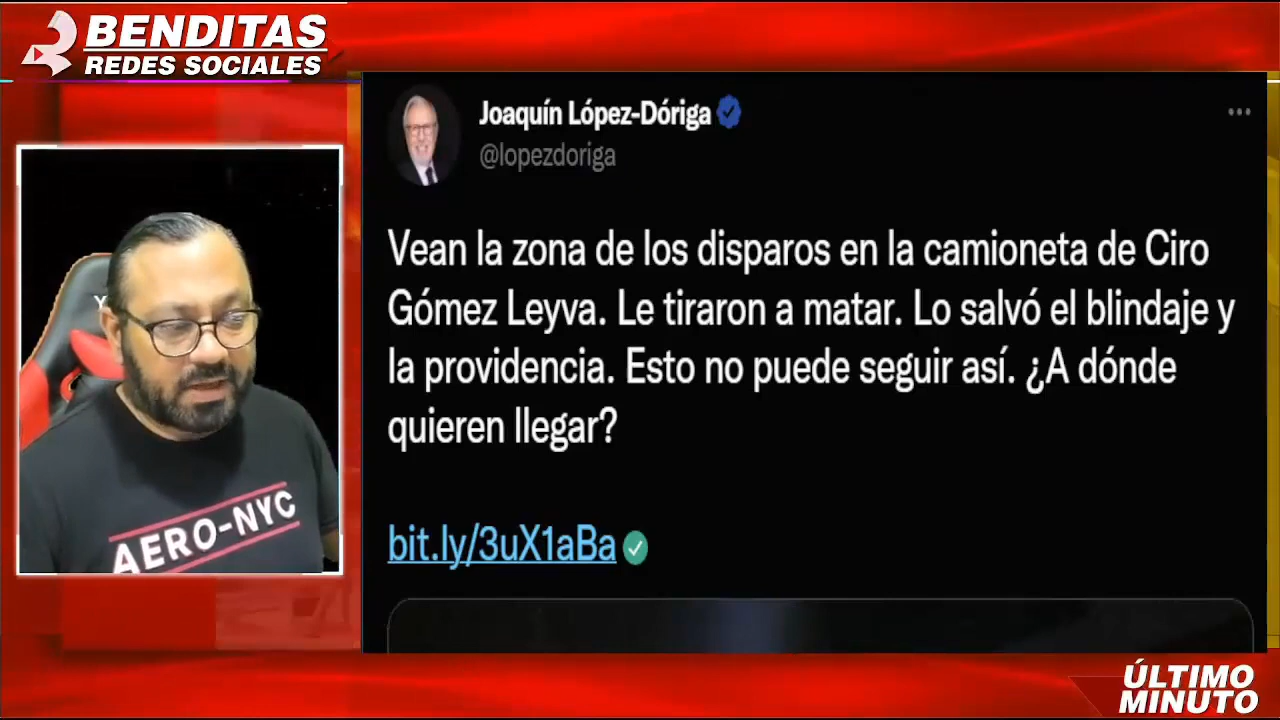 BENDITAS
REDES SOCIALES
Joaquín López-Dóriga
@lopezdoriga
Vean la zona de los disparos en la camioneta de Ciro
Gómez Leyva. Le tiraron a matar. Lo salvó el blindaje y
la providencia. Esto no puede seguir así. ¿A dónde
quieren llegar?
bit.ly/3uX1aBa
Y
AERO-NYC
ÚLTIMO
MINUTO